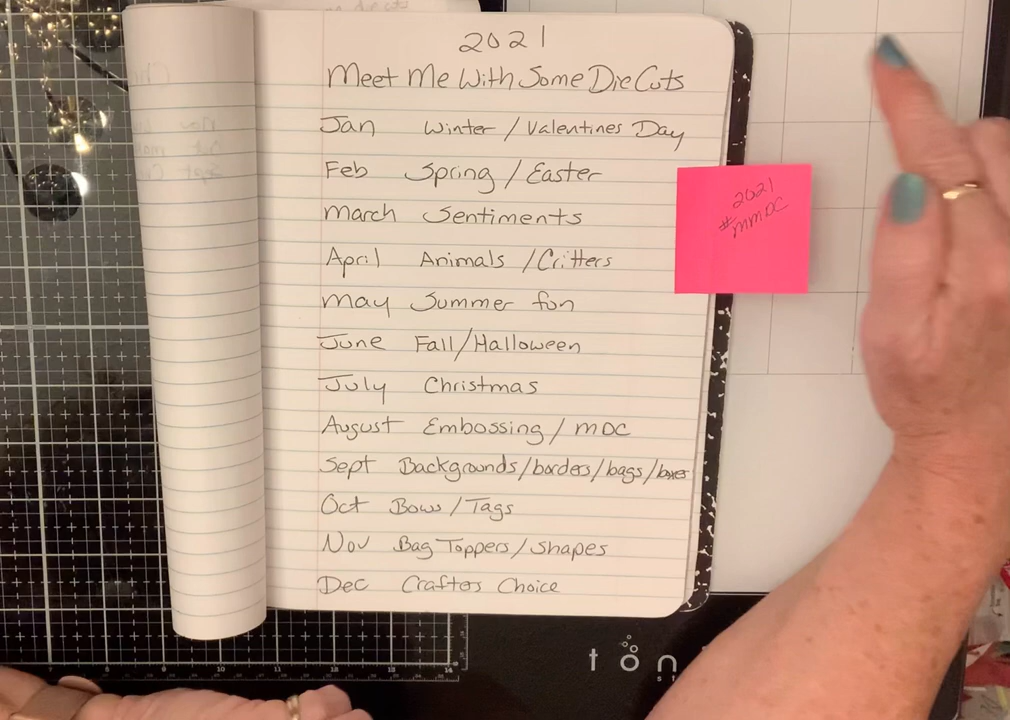 2021
Meet Me With Some Die Cuts
Jan Winter / Valentines Day
Feb Spring / Easter
March Sentiments
April Animals / Critters
May Summer fun
June Fall/Halloween
July Christmas
August Embossing / MDC
Sept Backgrounds/borders/bags/boxes
Oct Bows / Tags
Nov Bag Toppers / Shapes
Dec Crafters Choice
2021
#MMDC
tōn